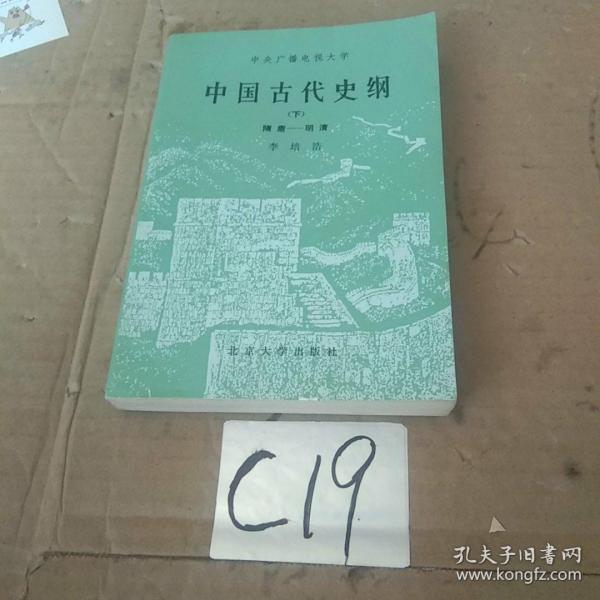 中央广播电视大学
中国古代史纲
(下)
隋唐——明清
李培浩
北京大学出版社
C19
孔夫子旧书网
www.kongfz.com